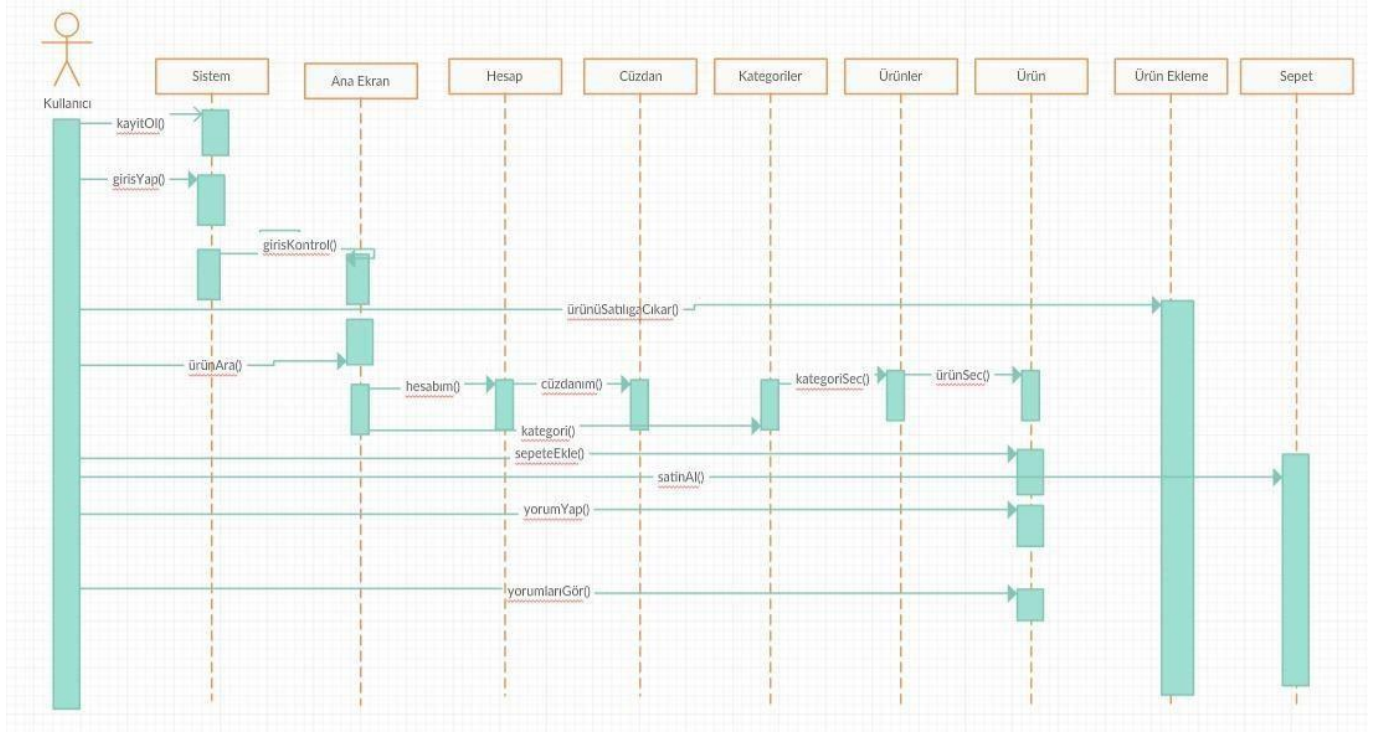 Kullanıcı
Sistem
Ana Ekran
Hesap
Cüzdan
Kategoriler
Ürünler
Ürün
Ürün Ekleme
Sepet
kayitOl()
girisYap()
girisKontrol()
ürünüSatılıgaCıkar()
ürünAra()
hesabım()
cüzdanım()
kategoriSec()
ürünSec()
kategori()
sepeteEkle()
satinAl()
yorumYap()
yorumlarıGör()